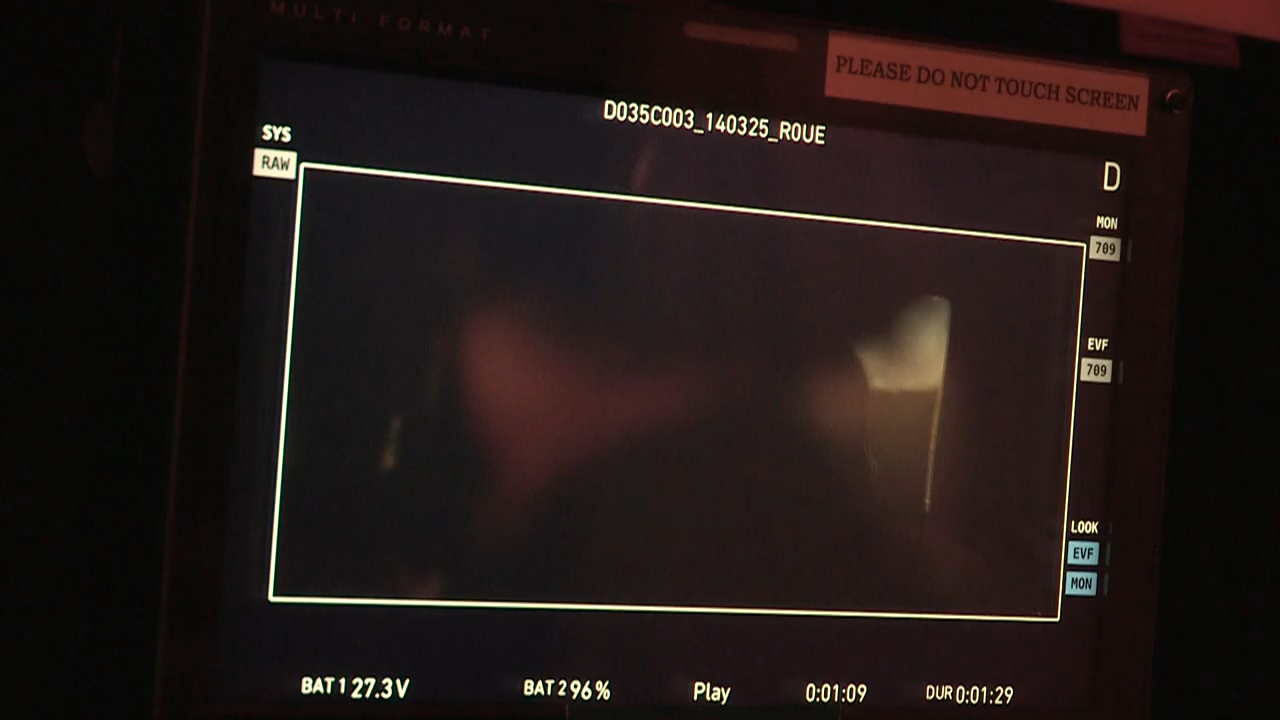 MULTI FORMAT
PLEASE DO NOT TOUCH SCREEN
D035C003_140325_R0UE
SYS
RAW
D
MON
709
EVF
709
LOOK
EVF
MON
BAT 1 27.3V BAT 2 96% Play 0:01:09 DUR 0:01:29